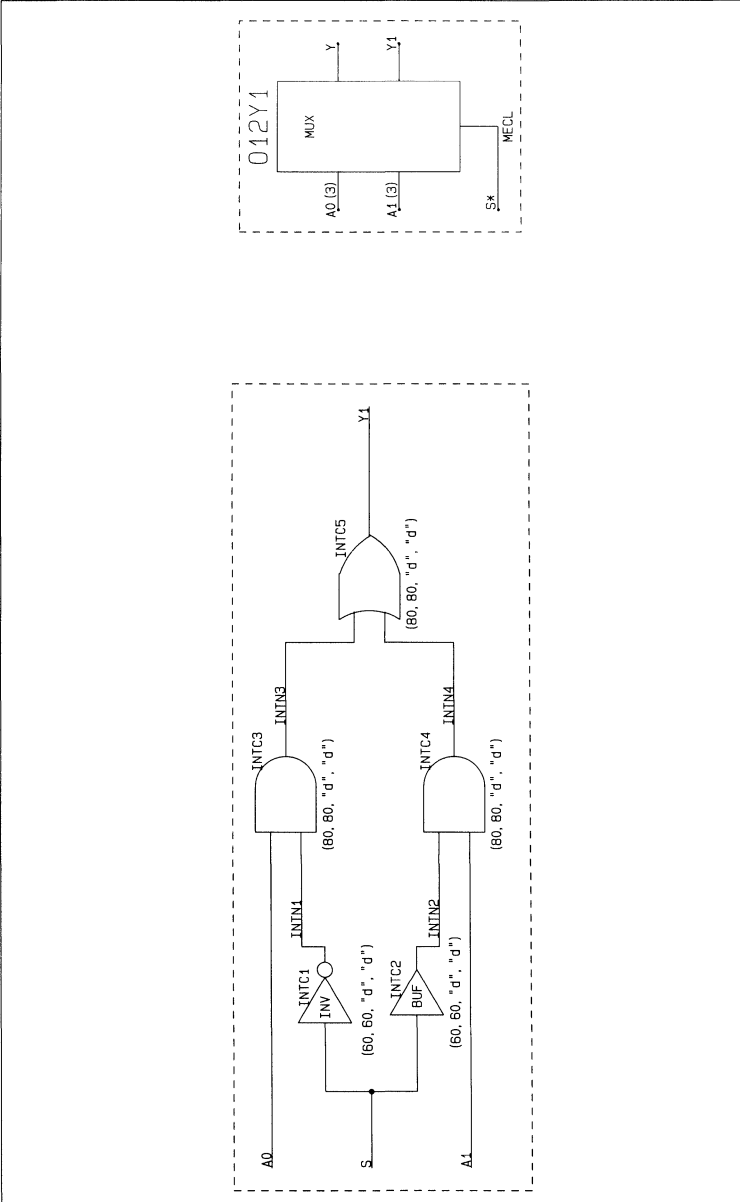 012Y1
MUX
Y
Y1
A0 (3)
A1 (3)
S*
MECL
Y1
INTC5
(80, 80, "d", "d")
INTN3
INTN4
INTC3
(80, 80, "d", "d")
INTC4
(80, 80, "d", "d")
INTN1
INTN2
INTC1
INV
(60, 60, "d", "d")
INTC2
BUF
(60, 60, "d", "d")
A0
S
A1